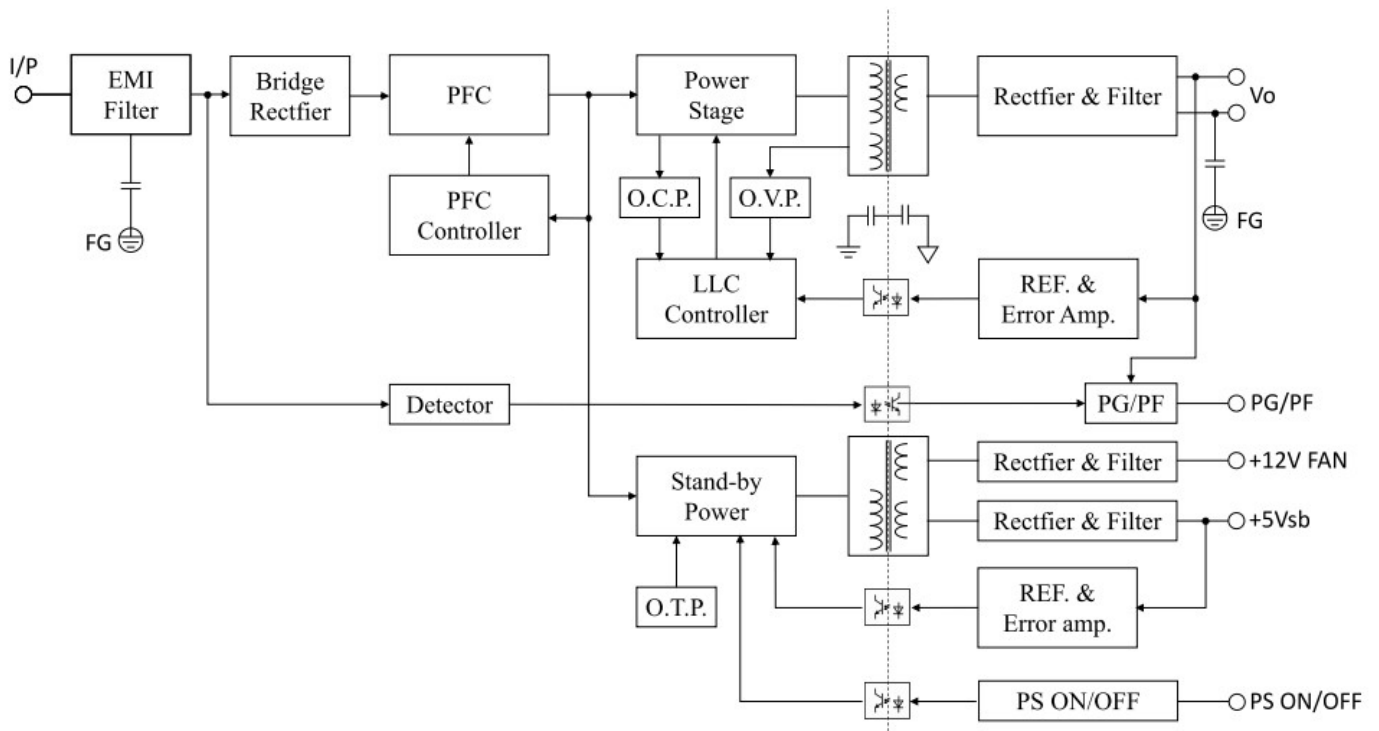 I/P
EMI
Filter
Bridge
Rectfier
PFC
Power
Stage
Rectfier & Filter
Vo
PFC
Controller
O.C.P.
O.V.P.
FG
FG
LLC
Controller
REF. &
Error Amp.
Detector
PG/PF
PG/PF
Stand-by
Power
Rectfier & Filter
+12V FAN
Rectfier & Filter
+5Vsb
O.T.P.
REF. &
Error amp.
PS ON/OFF
PS ON/OFF